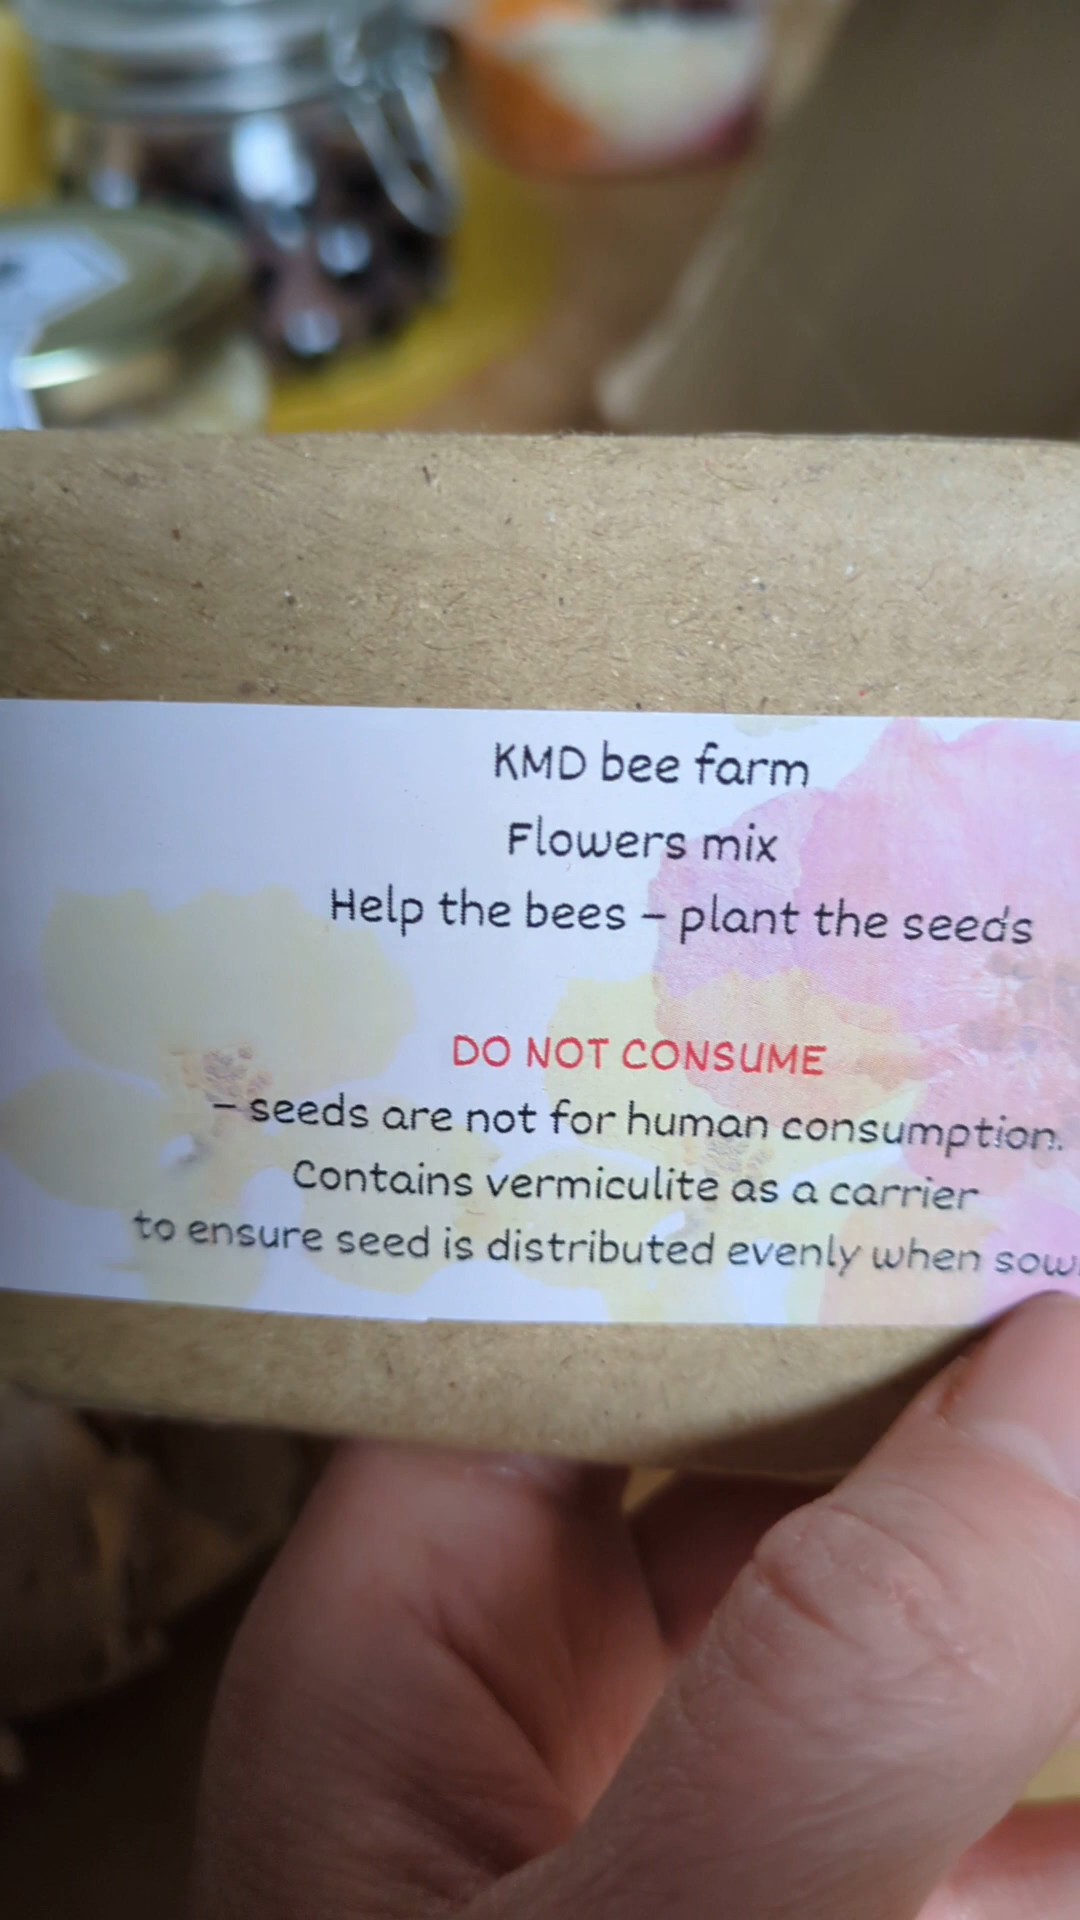 KMD bee farm
Flowers mix
Help the bees – plant the seeds
DO NOT CONSUME
– seeds are not for human consumption.
Contains vermiculite as a carrier
to ensure seed is distributed evenly when